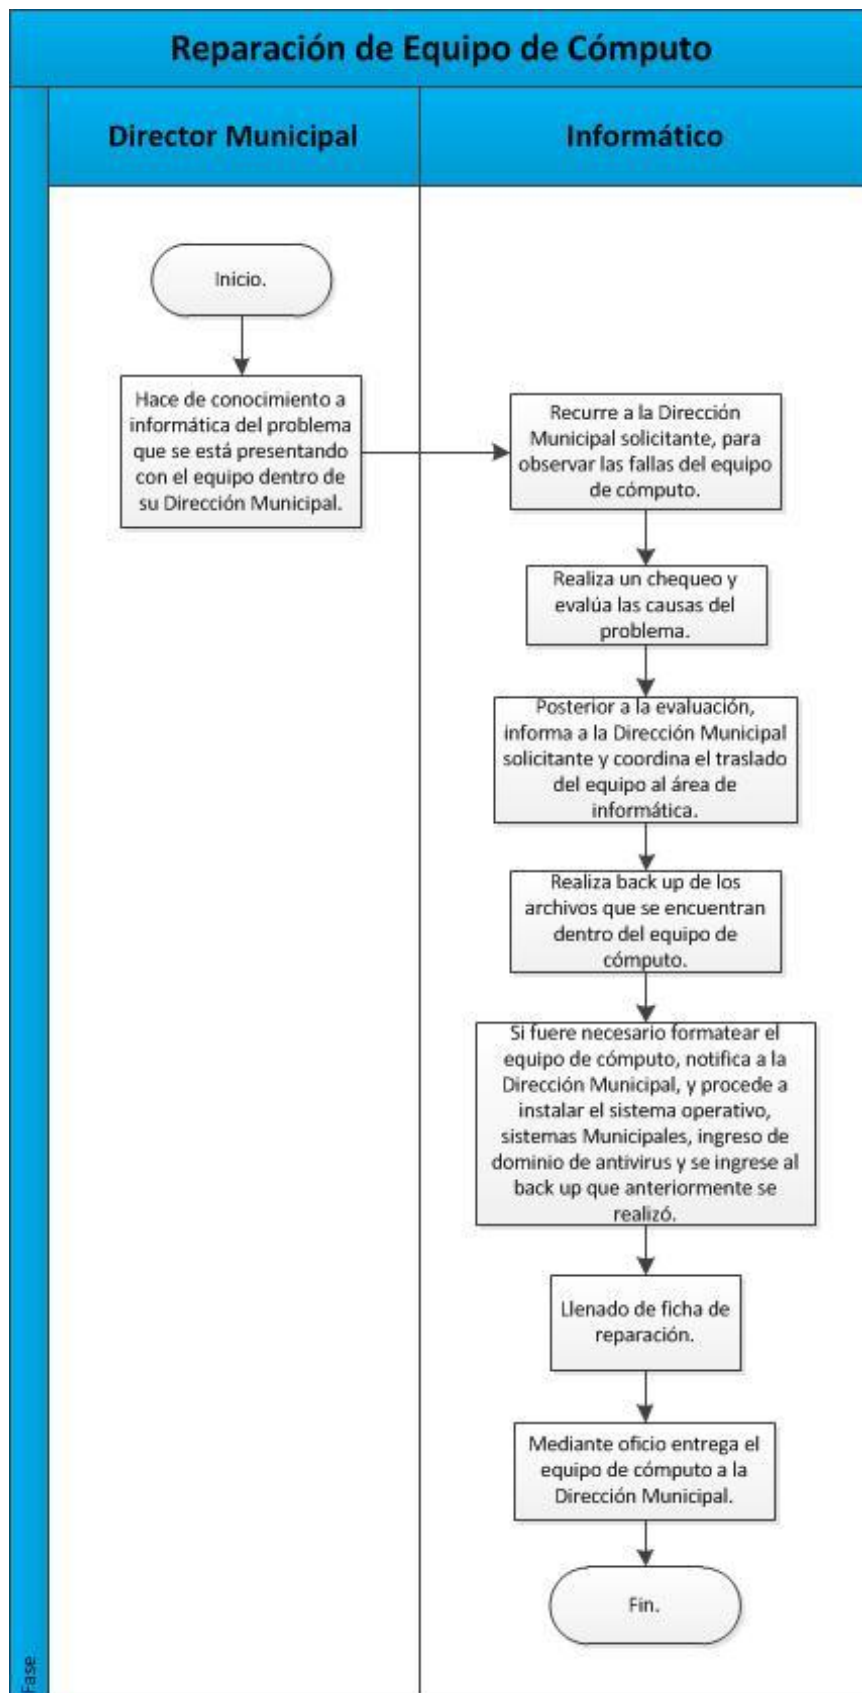 Reparación de Equipo de Cómputo
Director Municipal
Informático
Inicio.
Hace de conocimiento a
informática del problema
que se está presentando
con el equipo dentro de
su Dirección Municipal.
Recurre a la Dirección
Municipal solicitante, para
observar las fallas del equipo
de cómputo.
Realiza un chequeo y
evalúa las causas del
problema.
Posterior a la evaluación,
informa a la Dirección Municipal
solicitante y coordina el traslado
del equipo al área de
informática.
Realiza back up de los
archivos que se encuentran
dentro del equipo de
cómputo.
Si fuere necesario formatear el
equipo de cómputo, notifica a la
Dirección Municipal, y procede a
instalar el sistema operativo,
sistemas Municipales, ingreso de
dominio de antivirus y se ingrese al
back up que anteriormente se
realizó.
Llenado de ficha de
reparación.
Mediante oficio entrega el
equipo de cómputo a la
Dirección Municipal.
Fin.
Fase